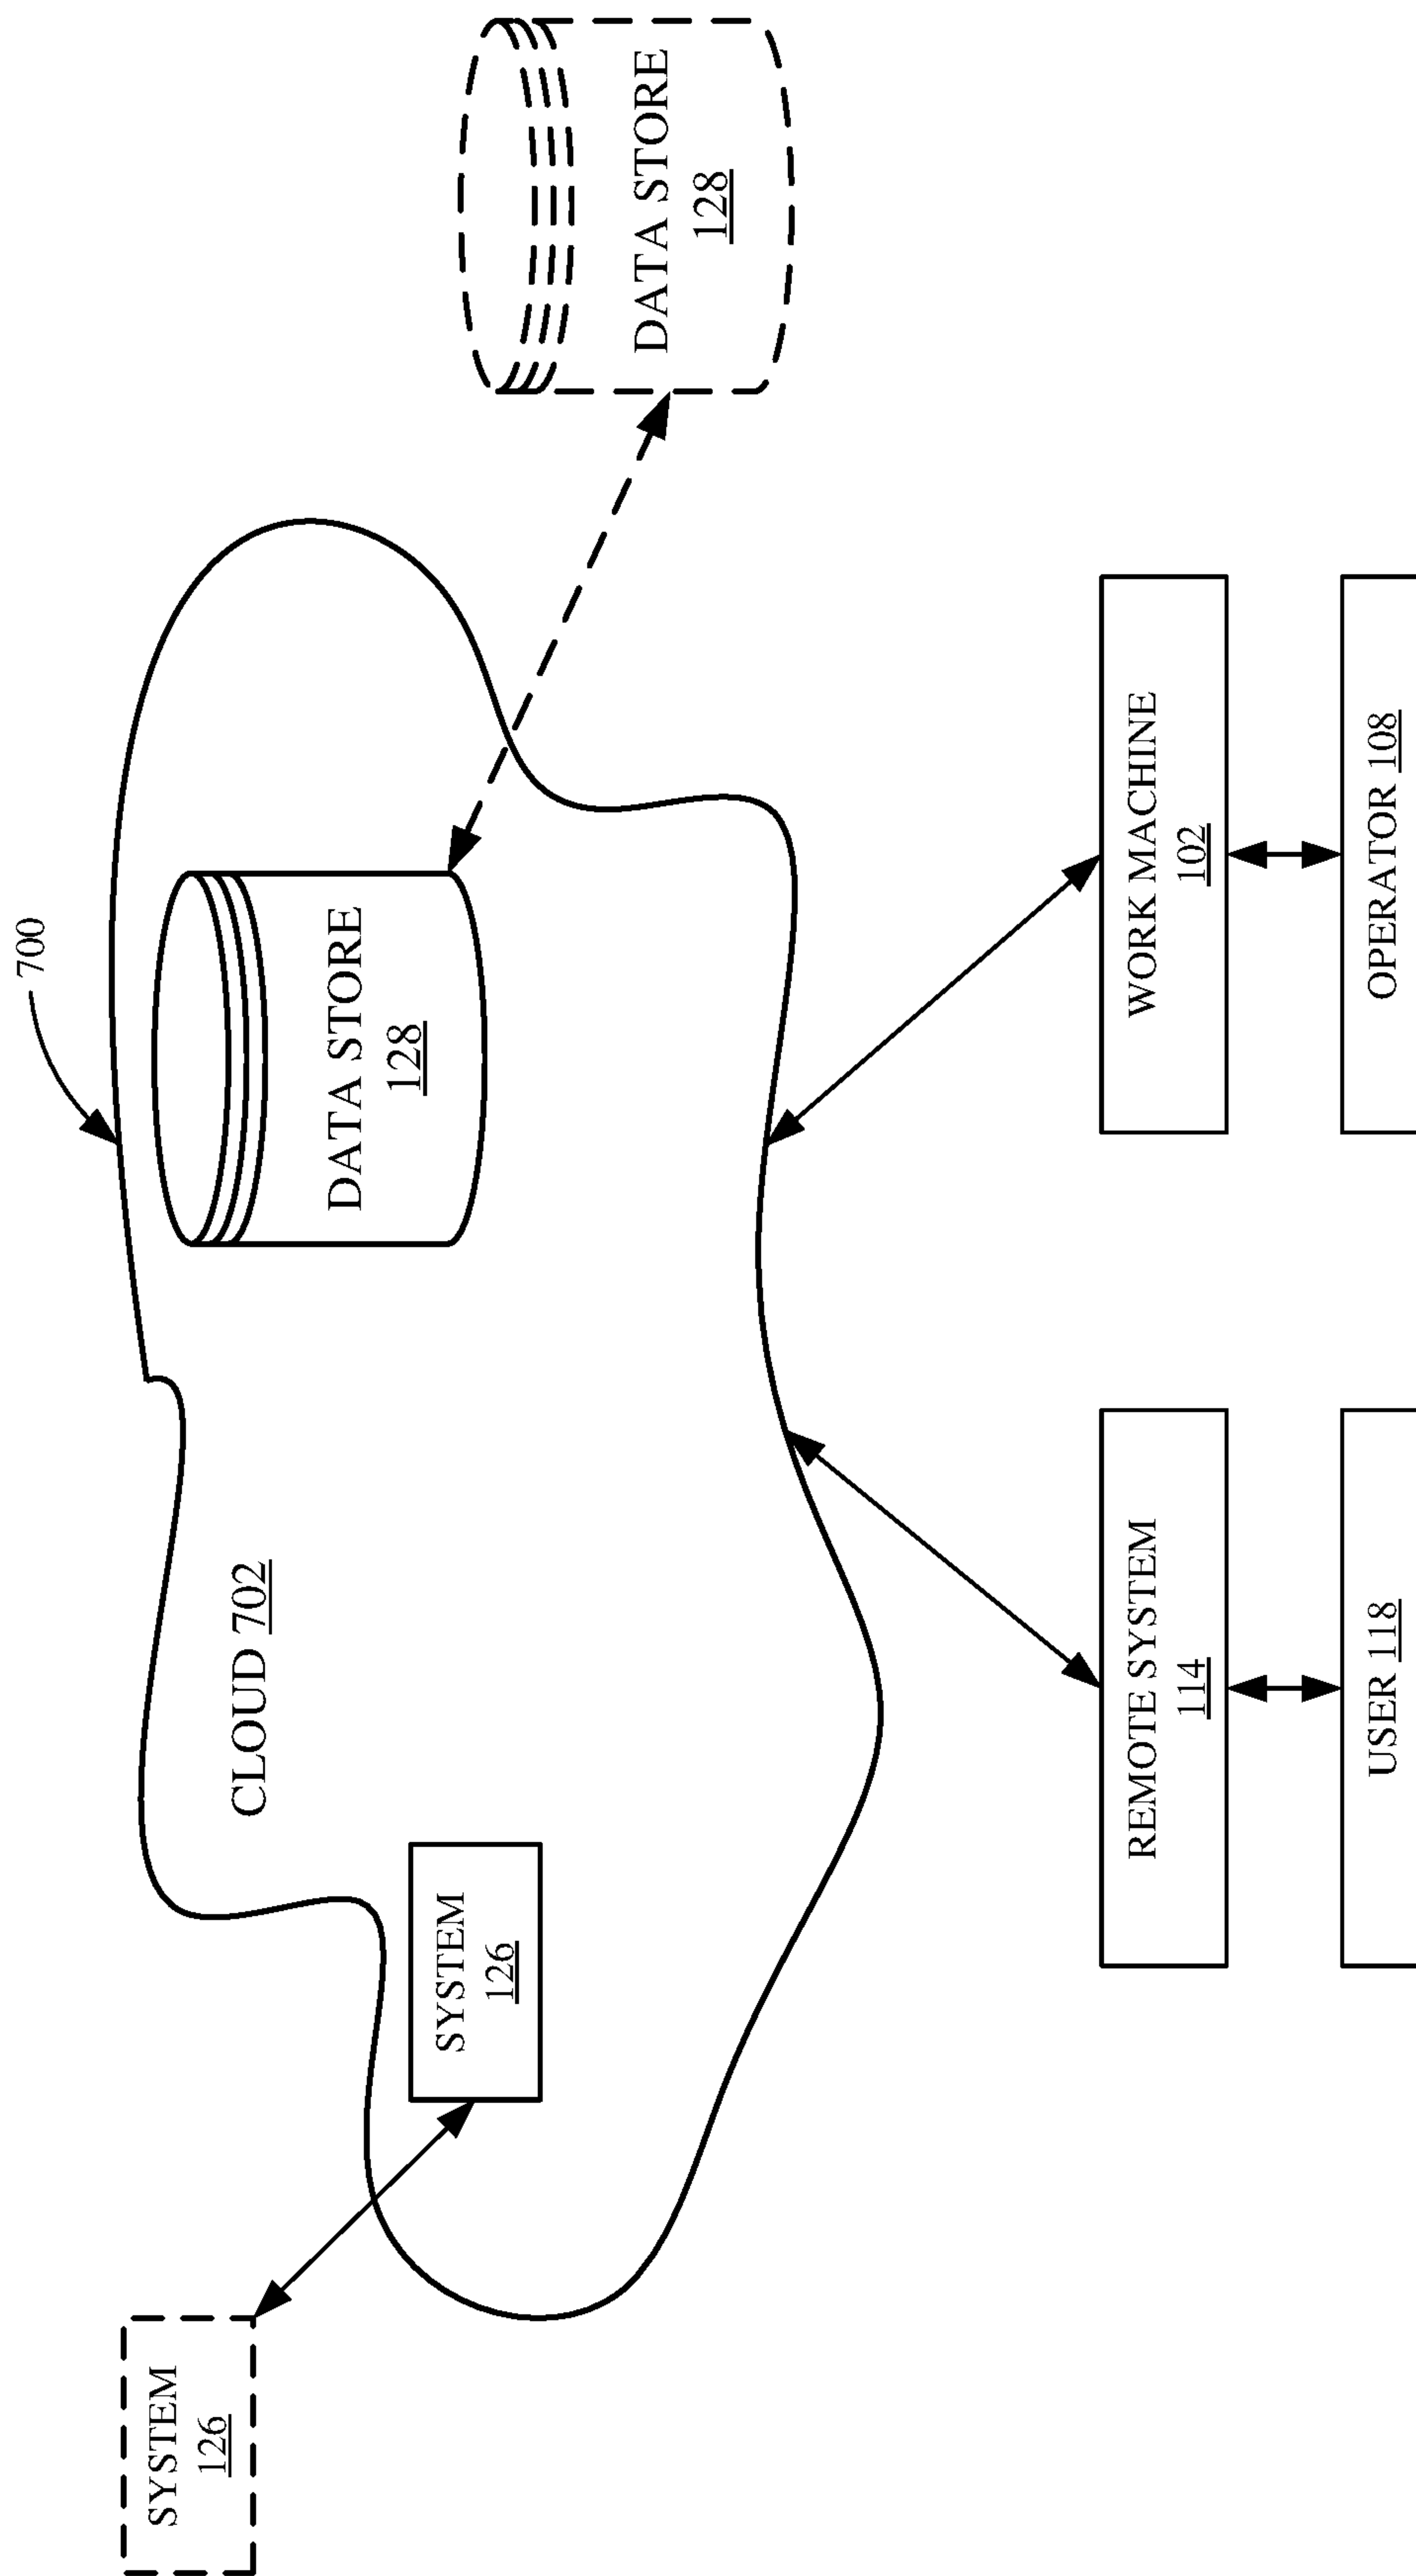 700
SYSTEM
126
CLOUD 702
DATA STORE
128
SYSTEM
126
DATA STORE
128
REMOTE SYSTEM
114
WORK MACHINE
102
USER 118
OPERATOR 108